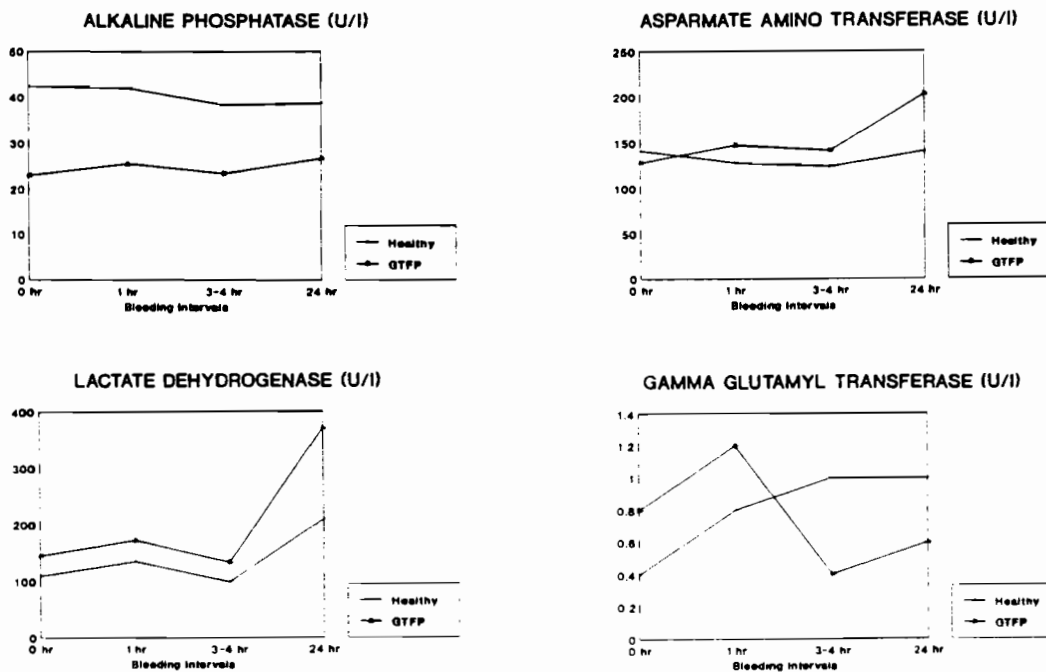 ALKALINE PHOSPHATASE (U/l)
50
40
30
20
10
0
0 hr 1 hr 3-4 hr 24 hr
Bleeding Intervals
Healthy
GTFP
ASPARMATE AMINO TRANSFERASE (U/l)
250
200
150
100
50
0
0 hr 1 hr 3-4 hr 24 hr
Bleeding Intervals
Healthy
GTFP
LACTATE DEHYDROGENASE (U/l)
400
300
200
100
0
0 hr 1 hr 3-4 hr 24 hr
Bleeding Intervals
Healthy
GTFP
GAMMA GLUTAMYL TRANSFERASE (U/l)
1.4
1.2
1
0.8
0.6
0.4
0.2
0
0 hr 1 hr 3-4 hr 24 hr
Bleeding Intervals
Healthy
GTFP